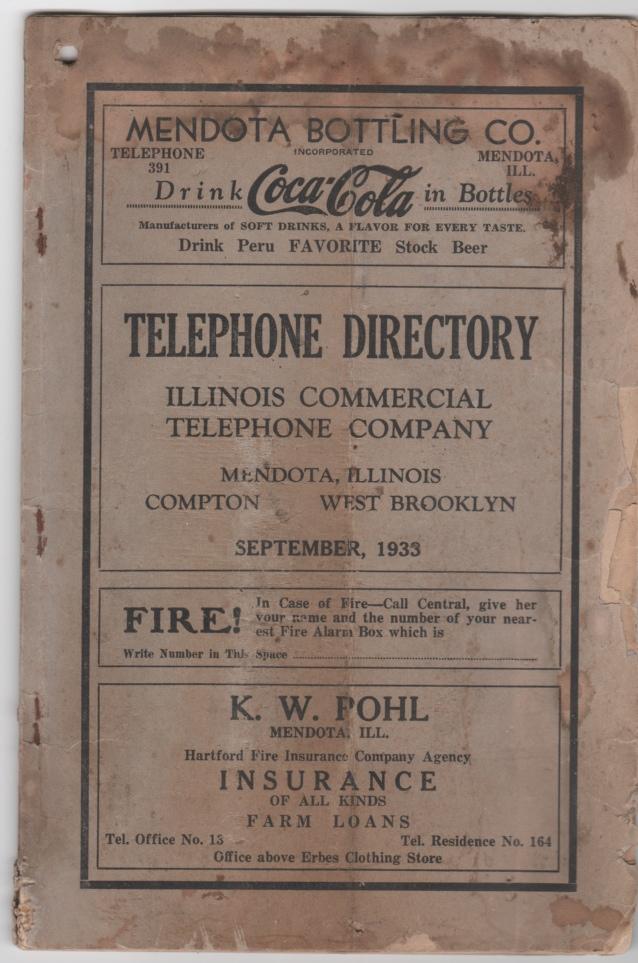 MENDOTA BOTTLING CO.
INCORPORATED
TELEPHONE
391
MENDOTA,
ILL.
Drink Coca-Cola in Bottles
Manufacturers of SOFT DRINKS, A FLAVOR FOR EVERY TASTE.
Drink Peru FAVORITE Stock Beer
TELEPHONE DIRECTORY
ILLINOIS COMMERCIAL
TELEPHONE COMPANY
MENDOTA, ILLINOIS
COMPTON WEST BROOKLYN
SEPTEMBER, 1933
FIRE!
In Case of Fire—Call Central, give her
your name and the number of your near-
est Fire Alarm Box which is
Write Number in This Space
K. W. POHL
MENDOTA, ILL.
Hartford Fire Insurance Company Agency
INSURANCE
OF ALL KINDS
FARM LOANS
Tel. Office No. 13 Tel. Residence No. 164
Office above Erbes Clothing Store